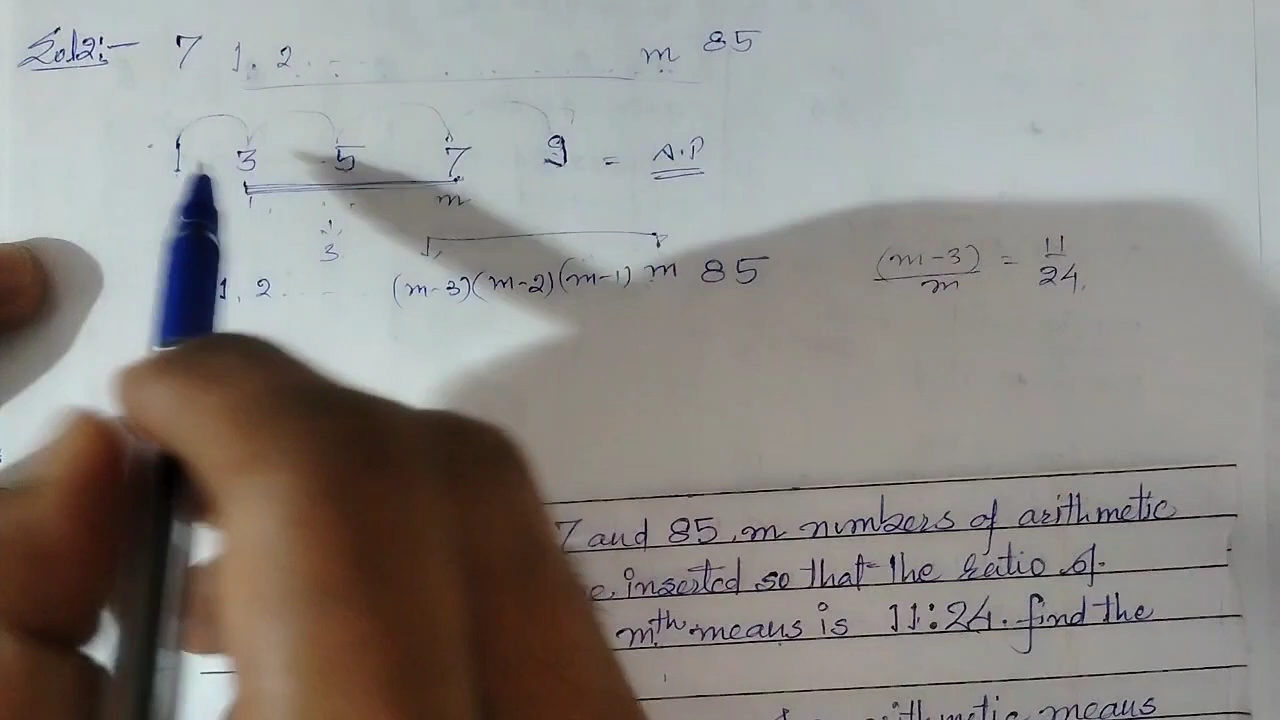 Sol2:- 7 1, 2 . . . . . . . m 85
1 3 5 7 9 = A.P
1 m
3
1, 2 . . . . (m-3) (m-2) (m-1) m 85
(m-3)/m = 11/24
7 and 85, m numbers of arithmetic
e inserted so that the ratio of
mth means is 11:24. find the
arithmetic means